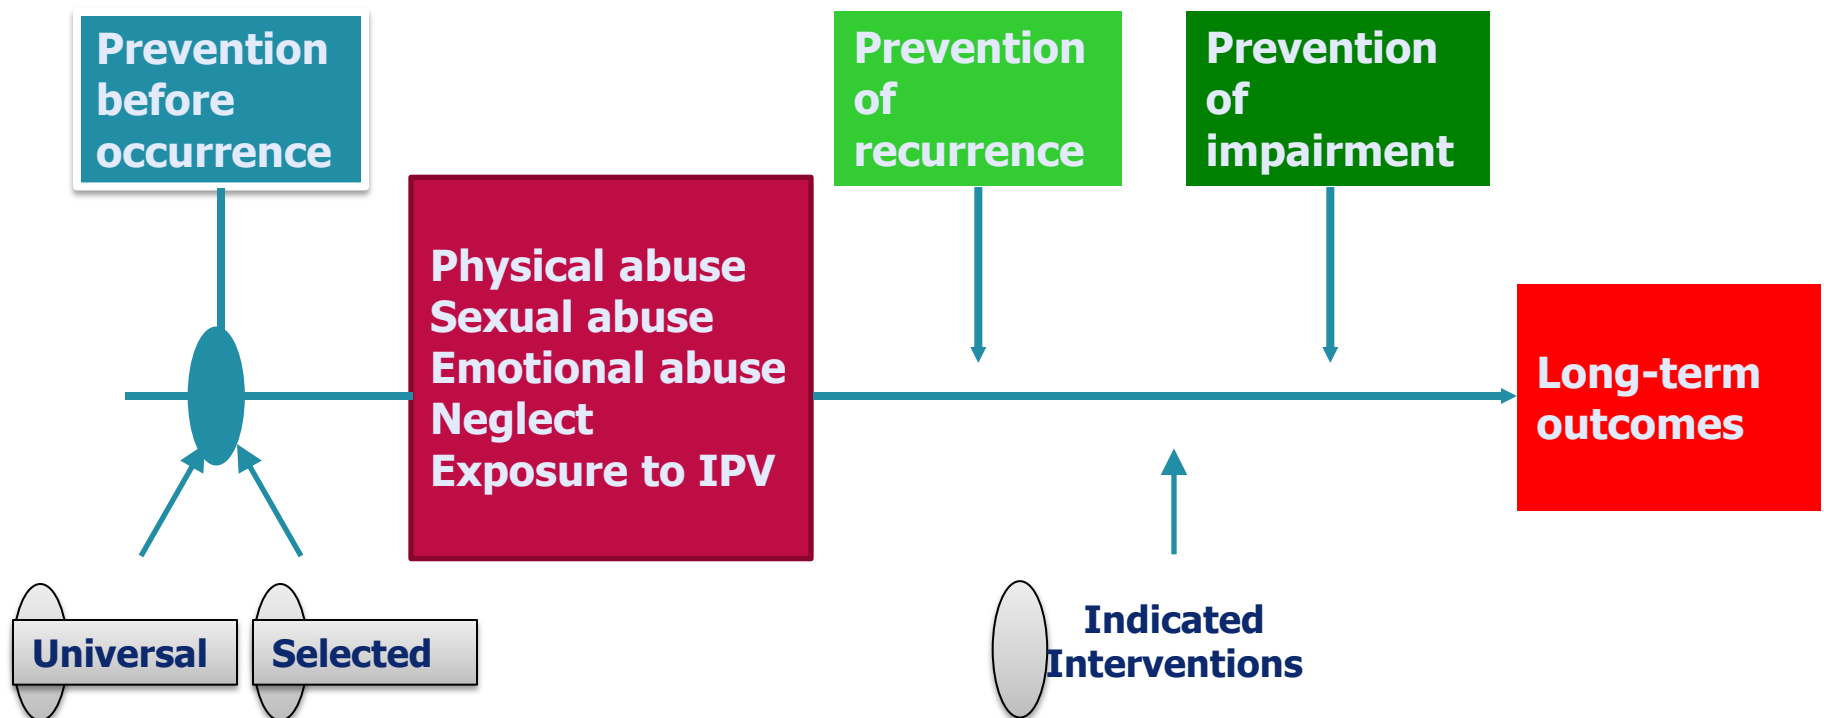 Prevention
before
occurrence
Prevention
of
recurrence
Prevention
of
impairment
Physical abuse
Sexual abuse
Emotional abuse
Neglect
Exposure to IPV
Long-term
outcomes
Universal
Selected
Indicated
Interventions